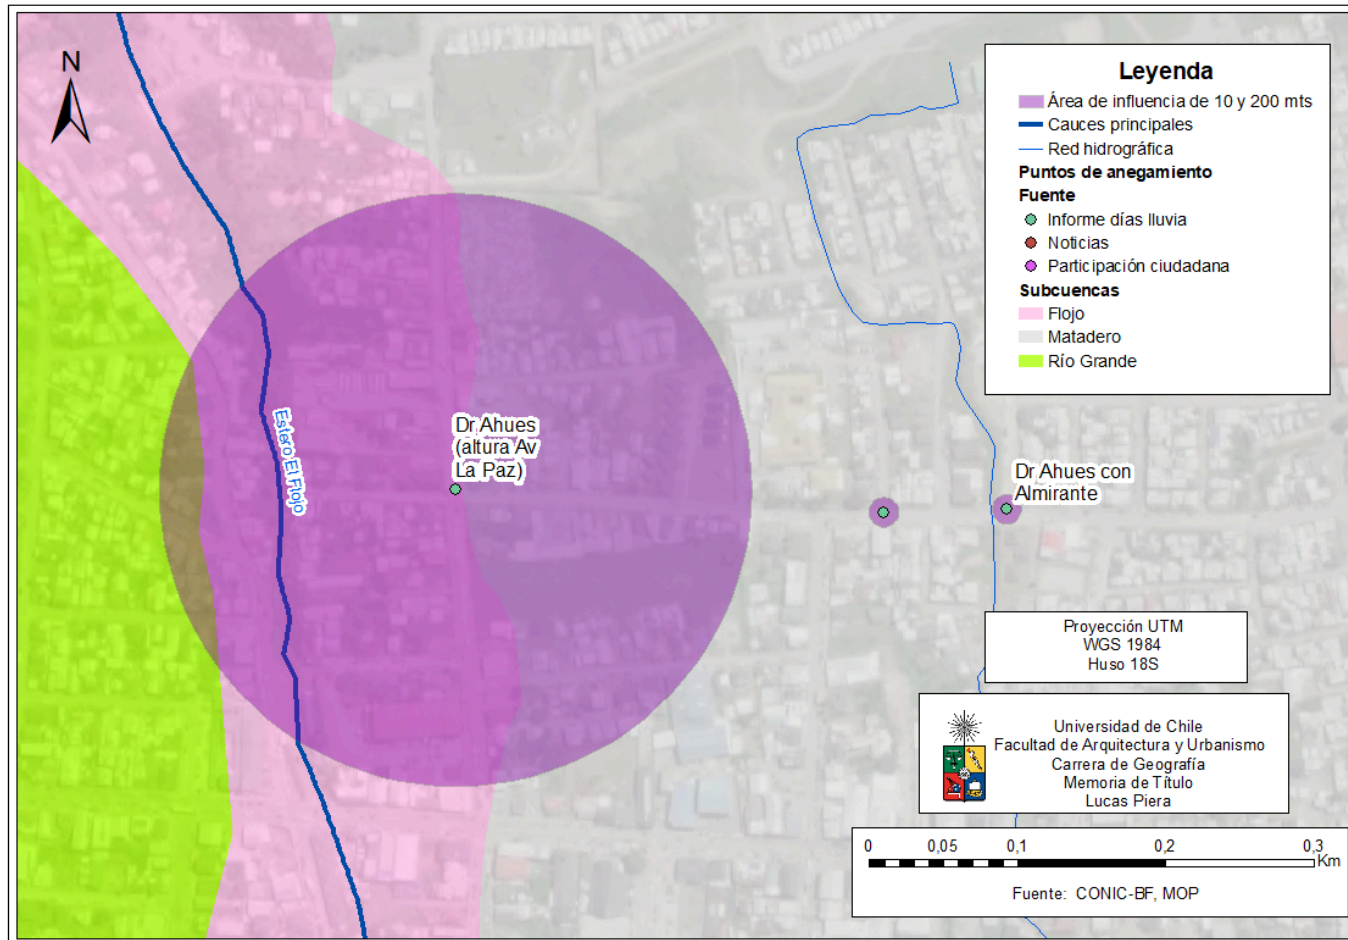 N
Leyenda
Área de influencia de 10 y 200 mts
Cauces principales
Red hidrográfica
Puntos de anegamiento
Fuente
Informe días lluvia
Noticias
Participación ciudadana
Subcuencas
Flojo
Matadero
Río Grande
Dr Ahues
(altura Av
La Paz)
Estero El Flojo
Dr Ahues con
Almirante
Proyección UTM
WGS 1984
Huso 18S
Universidad de Chile
Facultad de Arquitectura y Urbanismo
Carrera de Geografía
Memoria de Título
Lucas Piera
0 0,05 0,1 0,2 0,3
Km
Fuente: CONIC-BF, MOP